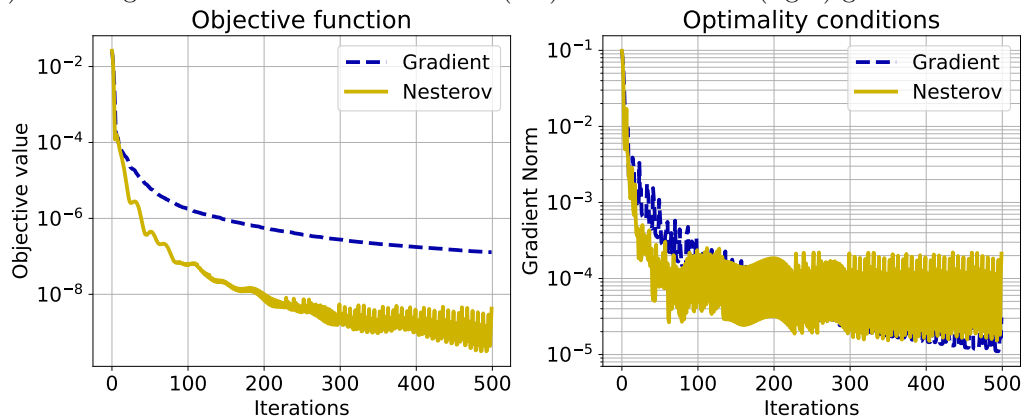 Objective function
Objective value
10⁻²
10⁻⁴
10⁻⁶
10⁻⁸
Gradient
Nesterov
0 100 200 300 400 500
Iterations
Optimality conditions
Gradient Norm
10⁻¹
10⁻²
10⁻³
10⁻⁴
10⁻⁵
Gradient
Nesterov
0 100 200 300 400 500
Iterations